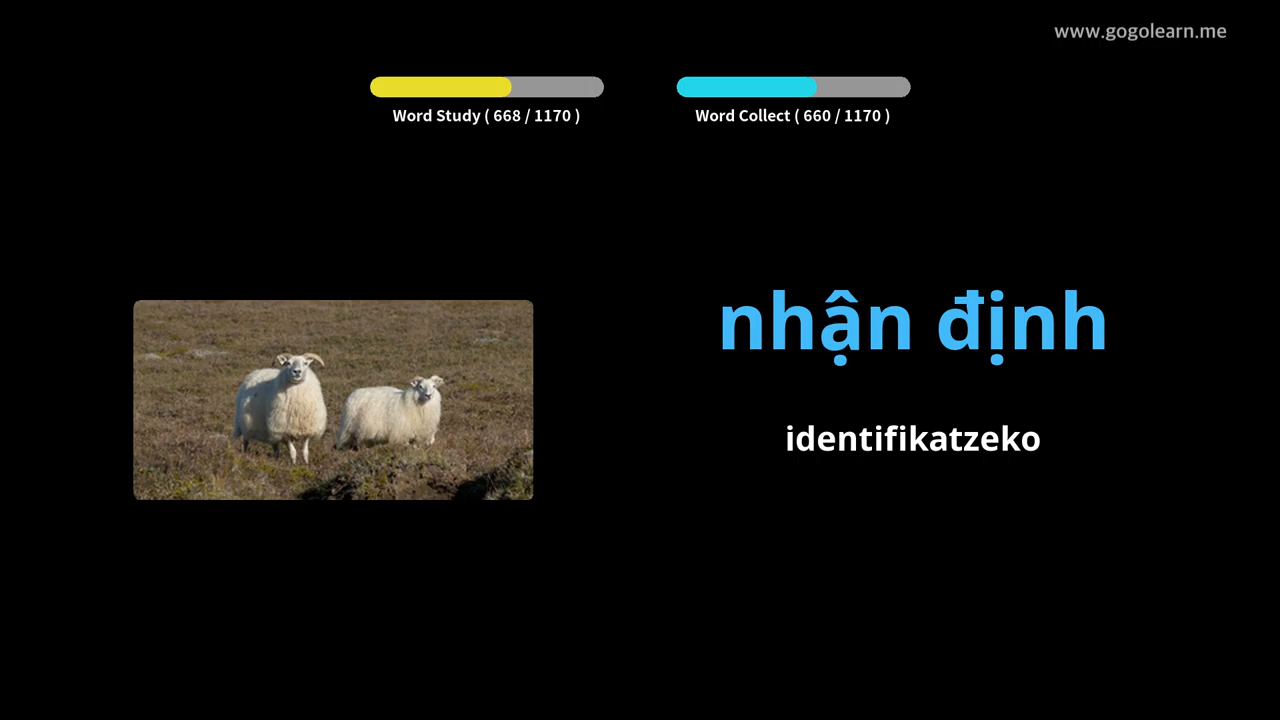 www.gogolearn.me
Word Study ( 668 / 1170 )
Word Collect ( 660 / 1170 )
nhận định
identifikatzeko